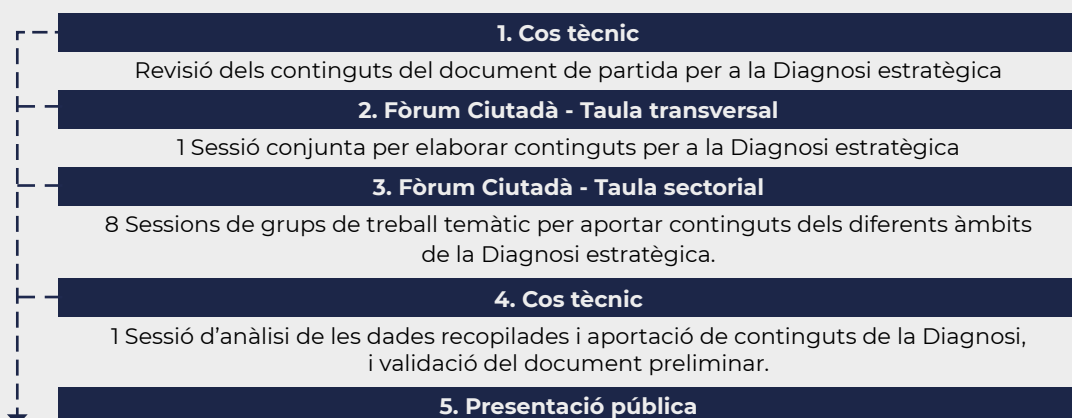 1. Cos tècnic
Revisió dels continguts del document de partida per a la Diagnosi estratègica
2. Fòrum Ciutadà - Taula transversal
1 Sessió conjunta per elaborar continguts per a la Diagnosi estratègica
3. Fòrum Ciutadà - Taula sectorial
8 Sessions de grups de treball temàtic per aportar continguts dels diferents àmbits
de la Diagnosi estratègica.
4. Cos tècnic
1 Sessió d’anàlisi de les dades recopilades i aportació de continguts de la Diagnosi,
i validació del document preliminar.
5. Presentació pública